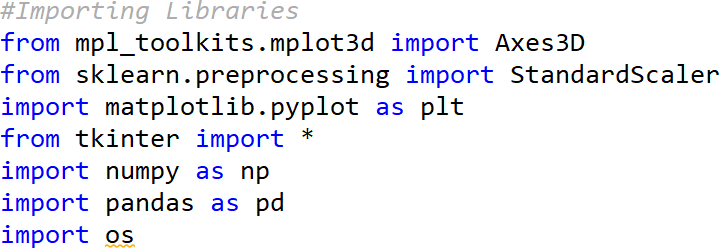 #Importing Libraries
from mpl_toolkits.mplot3d import Axes3D
from sklearn.preprocessing import StandardScaler
import matplotlib.pyplot as plt
from tkinter import *
import numpy as np
import pandas as pd
import os